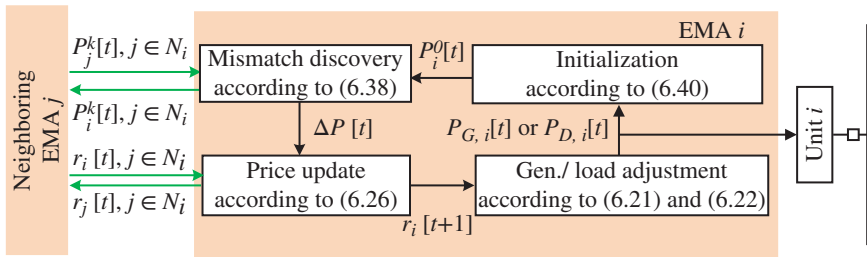 EMA i
P_j^k[t], j ∈ N_i
Mismatch discovery
according to (6.38)
P_i^0[t]
Initialization
according to (6.40)
P_i^k[t], j ∈ N_i
ΔP [t]
P_{G, i}[t] or P_{D, i}[t]
Neighboring
EMA j
Unit i
r_i [t], j ∈ N_i
Price update
according to (6.26)
Gen./ load adjustment
according to (6.21) and (6.22)
r_j [t], j ∈ N_i
r_i [t+1]